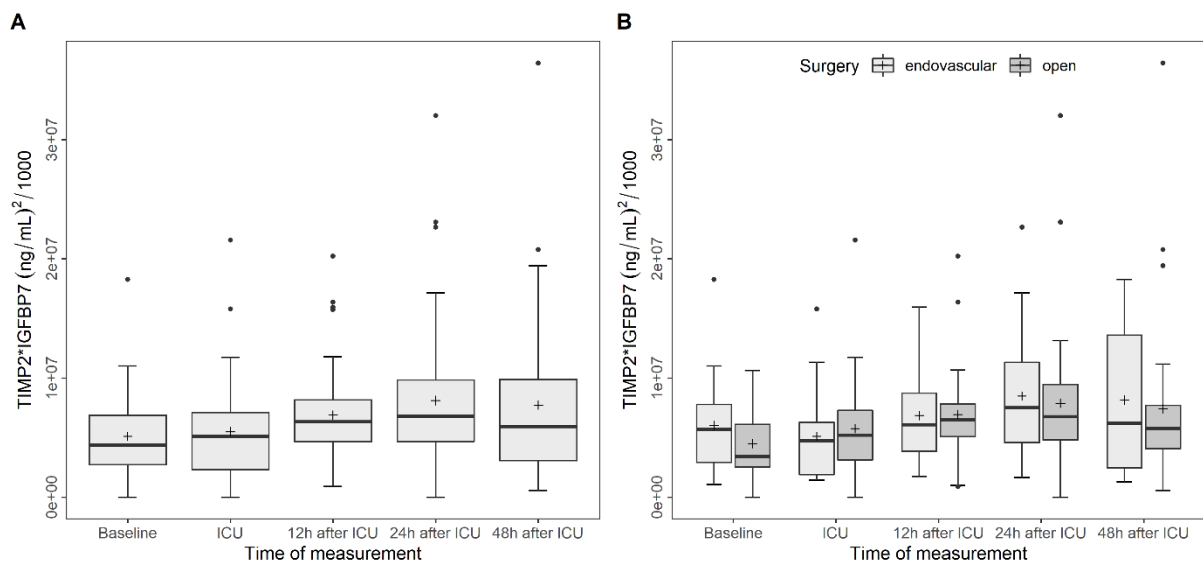 A
TIMP2*IGFBP7 (ng/mL)²/1000
3e+07
2e+07
1e+07
0e+00
Baseline ICU 12h after ICU 24h after ICU 48h after ICU
Time of measurement
B
Surgery endovascular open
TIMP2*IGFBP7 (ng/mL)²/1000
3e+07
2e+07
1e+07
0e+00
Baseline ICU 12h after ICU 24h after ICU 48h after ICU
Time of measurement